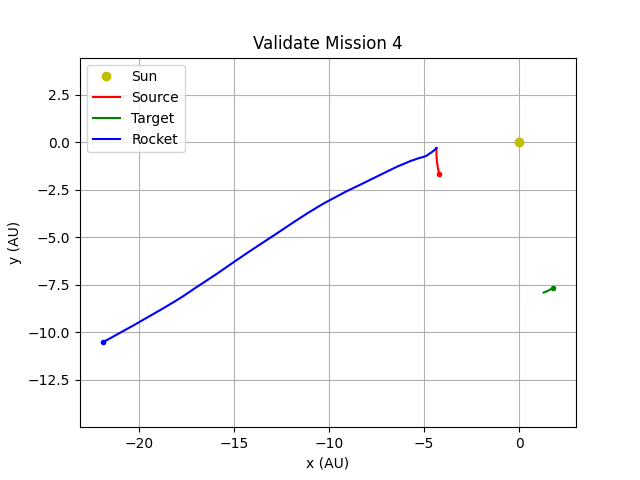 Validate Mission 4
Sun
Source
Target
Rocket
2.5
0.0
−2.5
−5.0
−7.5
−10.0
−12.5
y (AU)
−20
−15
−10
−5
0
x (AU)